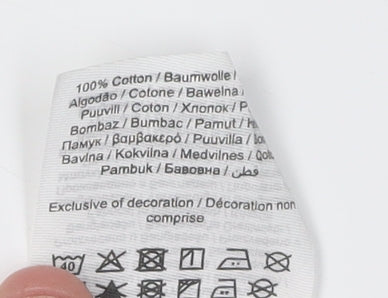 100% Cotton / Baumwolle /
Algodão / Cotone / Bawełna
Puuvill / Coton / Хлопок /
Bombaz / Bumbac / Pamut /
Памук / βαμβακερό / Puuvilla /
Bavlna / Kokvilna / Medvilnes /
Pambuk / Бавовна / قطن
Exclusive of decoration / Décoration non
comprise
40